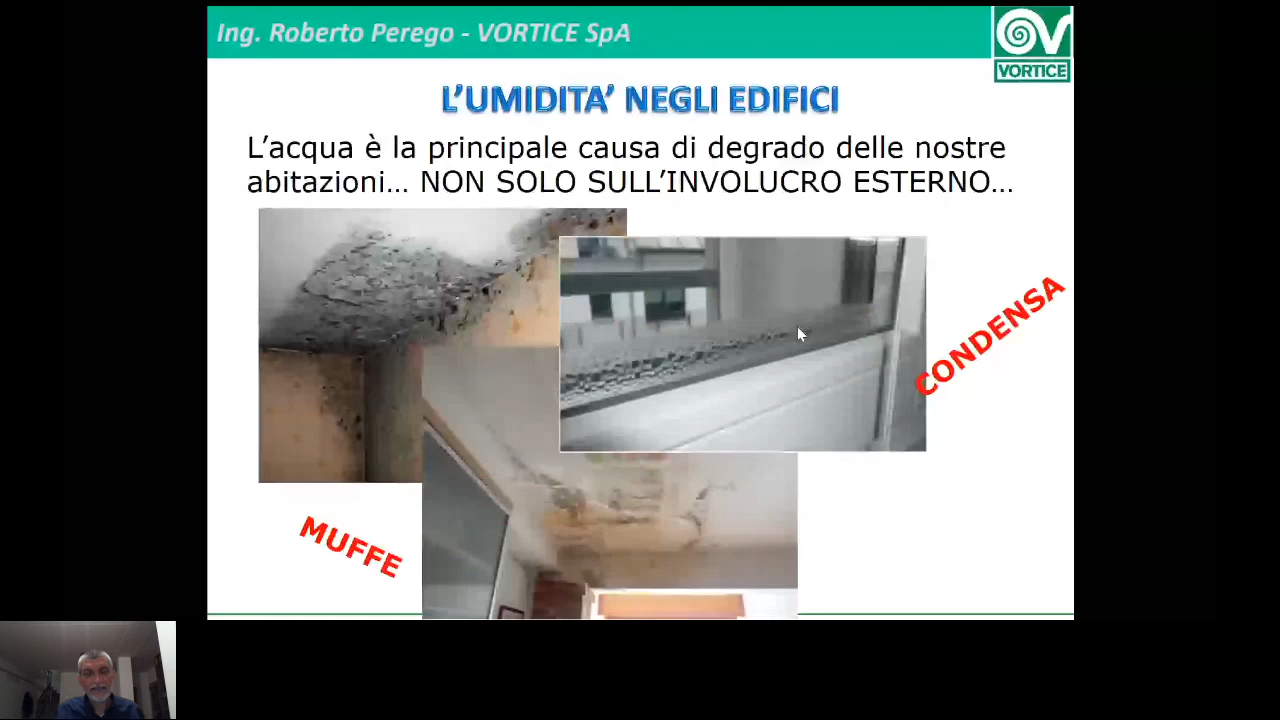 Ing. Roberto Perego - VORTICE SpA
VORTICE
L’UMIDITA’ NEGLI EDIFICI
L’acqua è la principale causa di degrado delle nostre
abitazioni… NON SOLO SULL’INVOLUCRO ESTERNO…
CONDENSA
MUFFE